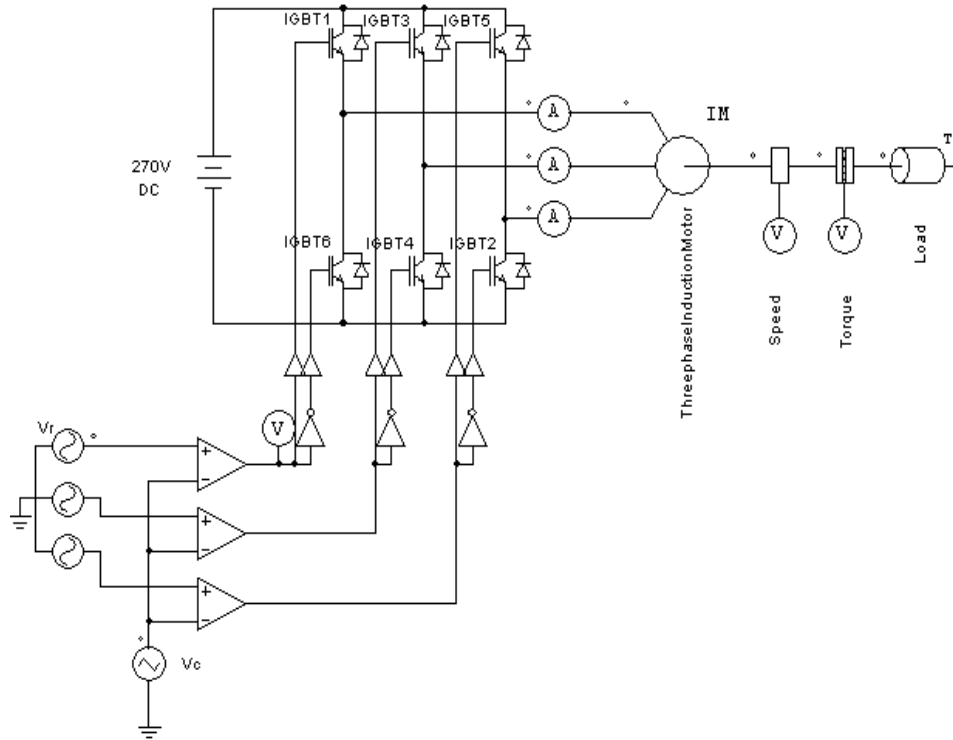 IGBT1
IGBT3
IGBT5
A
IM
270V
DC
A
T
A
V
V
IGBT6
IGBT4
IGBT2
ThreephaseInductionMotor
Speed
Torque
Load
Vr
V
+
-
+
-
+
-
Vc